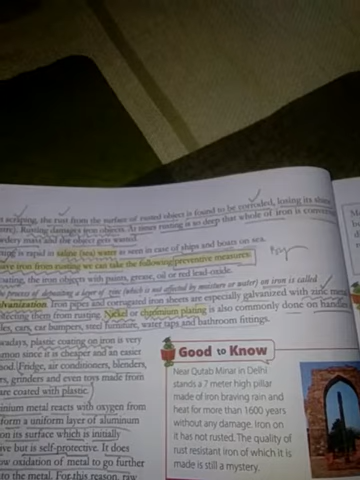 scraping, the rust from the surface of rusted object is found to be corroded, losing its shine
Rusting damages iron objects. At times rusting is so deep that whole of iron is
powdery mass and the object gets wasted.
is rapid in saline (sea) water as seen in case of ships and boats on sea.
iron from rusting we can take the following preventive measures:
the iron objects with paints, grease, oil or red lead-oxide.
process of depositing a layer of zinc (which is not affected by moisture or water) on iron is called
Iron pipes and corrugated iron sheets are especially galvanized with zinc metal
from rusting. Nickel or chromium plating is also commonly done on handles
cars, car bumpers, steel furniture, water taps and bathroom fittings.
plastic coating on iron is very
since it is cheaper and an easier
Fridge, air conditioners, blenders,
grinders and even toys made from
are coated with plastic.
metal reacts with oxygen from
form a uniform layer of aluminum
on its surface which is initially
but is self-protective. It does
oxidation of metal to go further
to the metal. For this reason, raw
Good to Know
Near Qutab Minar in Delhi
stands a 7 meter high pillar
made of iron braving rain and
heat for more than 1600 years
without any damage. Iron on
it has not rusted. The quality of
rust resistant iron of which it is
made is still a mystery.